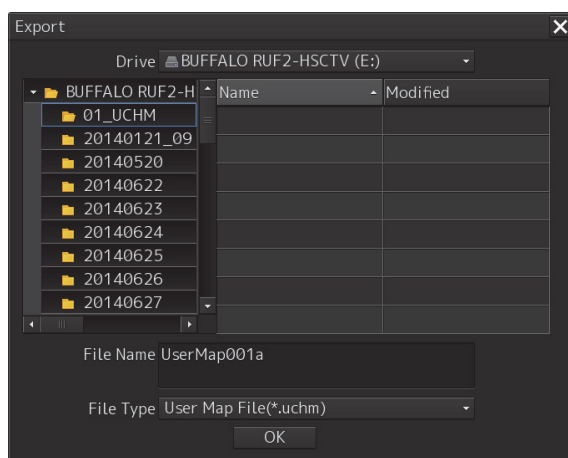 Export
Drive BUFFALO RUF2-HSCTV (E:)
BUFFALO RUF2-H
Name Modified
01_UCHM
20140121_09
20140520
20140622
20140623
20140624
20140625
20140626
20140627
File Name UserMap001a
File Type User Map File(*.uchm)
OK